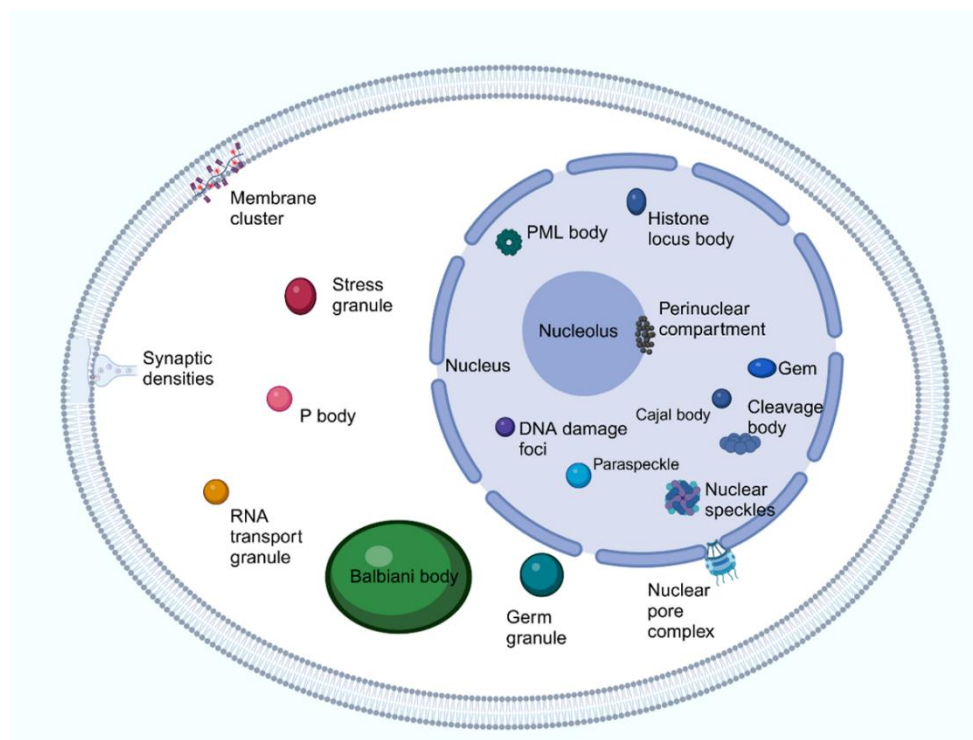 Membrane
cluster
Histone
locus body
PML body
Stress
granule
Perinuclear
compartment
Nucleolus
Synaptic
densities
Nucleus
Gem
P body
Cajal body
Cleavage
body
DNA damage
foci
Paraspeckle
Nuclear
speckles
RNA
transport
granule
Balbiani body
Germ
granule
Nuclear
pore
complex